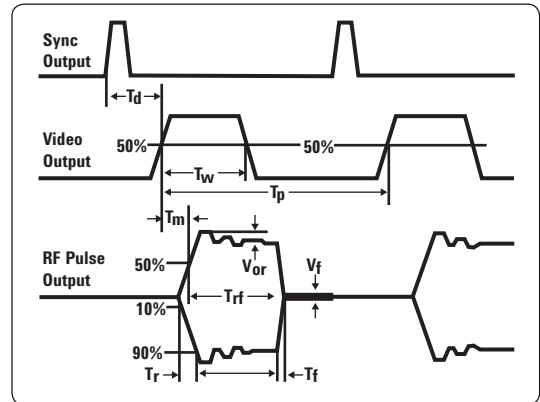 Sync
Output
Td
Video
Output
50%
50%
Tw
Tp
Tm
RF Pulse
Output
50%
Vor
Vf
Trf
10%
90%
Tr
Tf